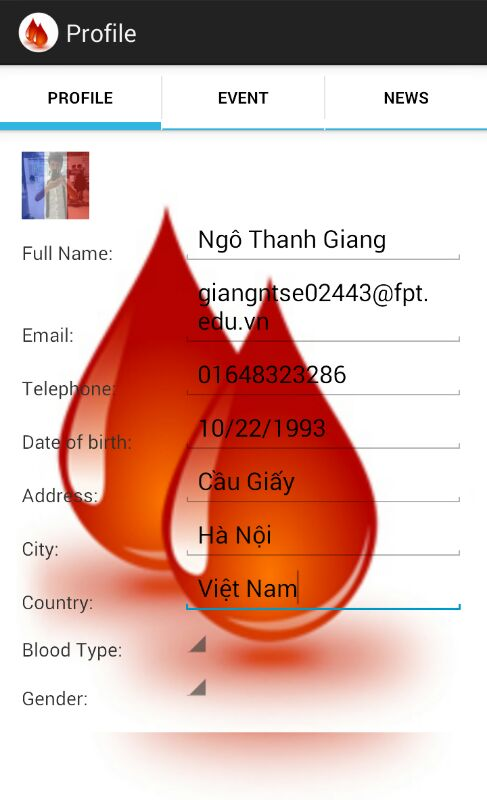 Profile
PROFILE EVENT NEWS
Full Name: Ngô Thanh Giang
Email: giangntse02443@fpt.
edu.vn
Telephone: 01648323286
Date of birth: 10/22/1993
Address: Cầu Giấy
City: Hà Nội
Country: Việt Nam
Blood Type:
Gender: